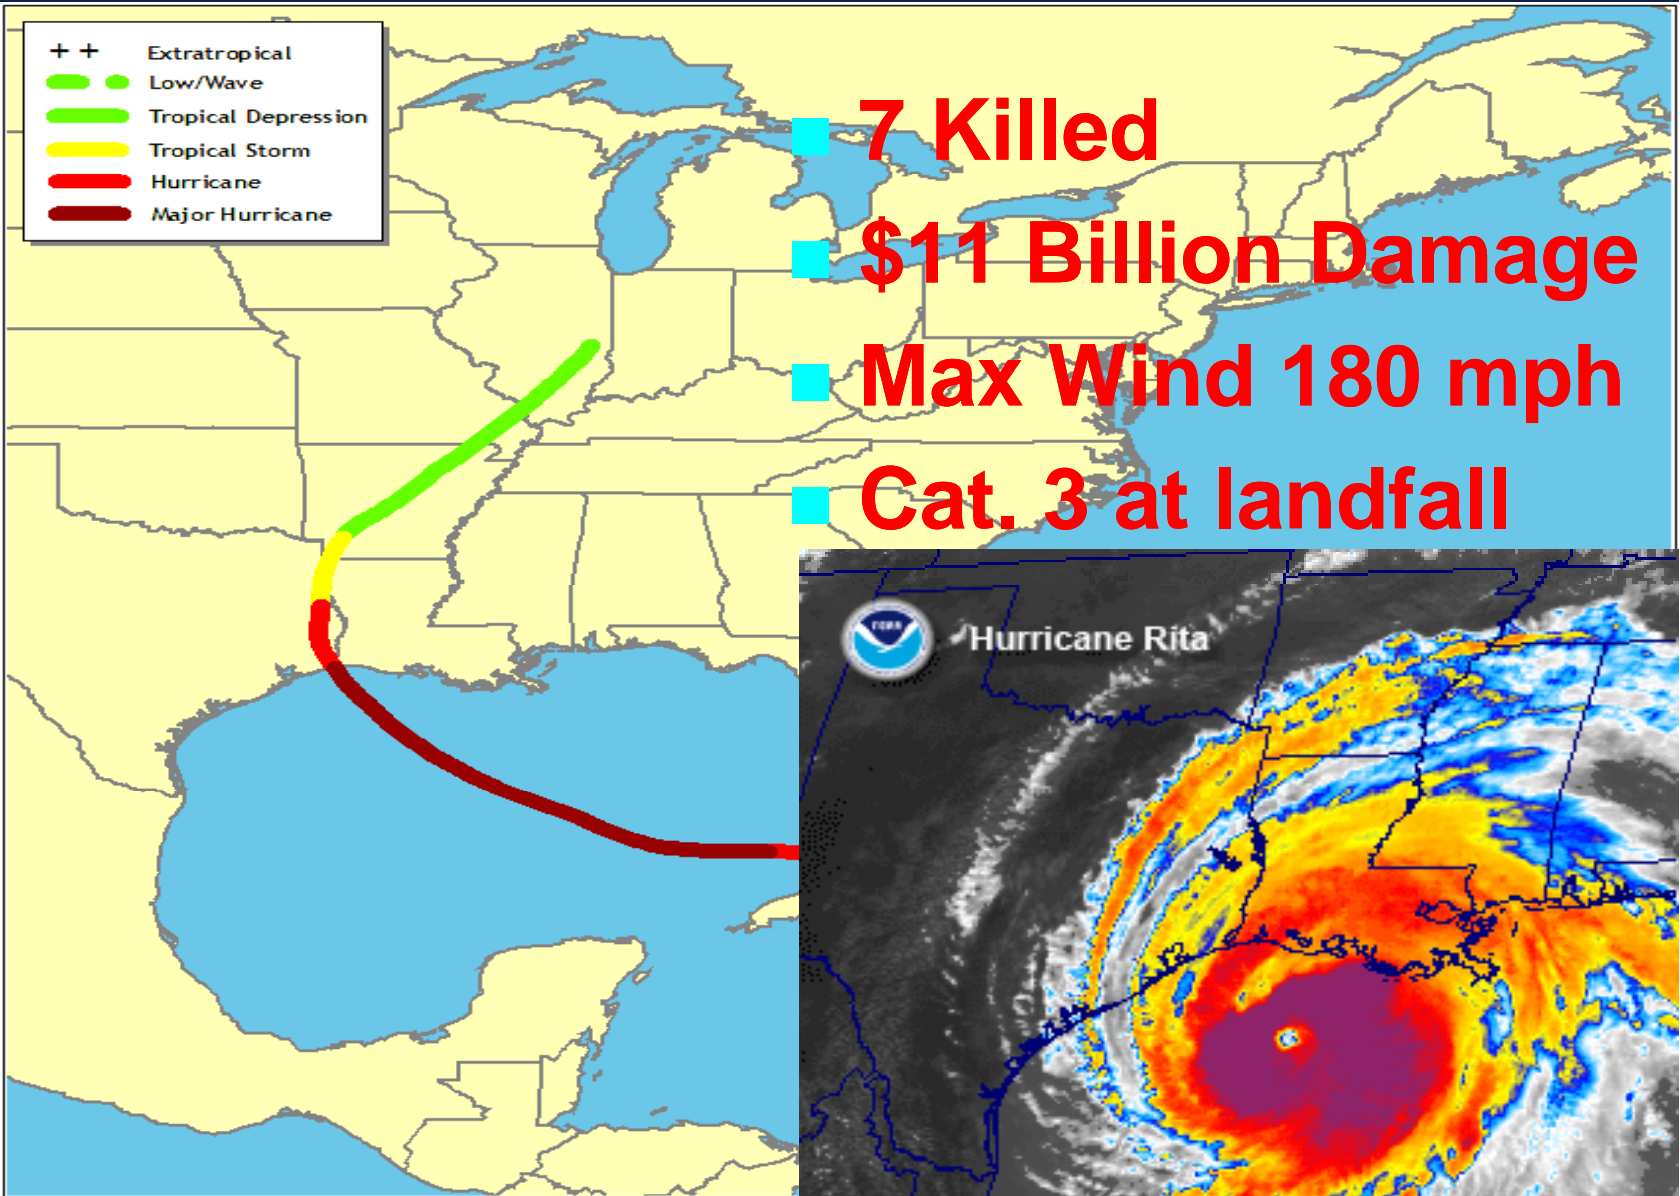 ++ Extratropical
Low/Wave
Tropical Depression
Tropical Storm
Hurricane
Major Hurricane
7 Killed
$11 Billion Damage
Max Wind 180 mph
Cat. 3 at landfall
Hurricane Rita